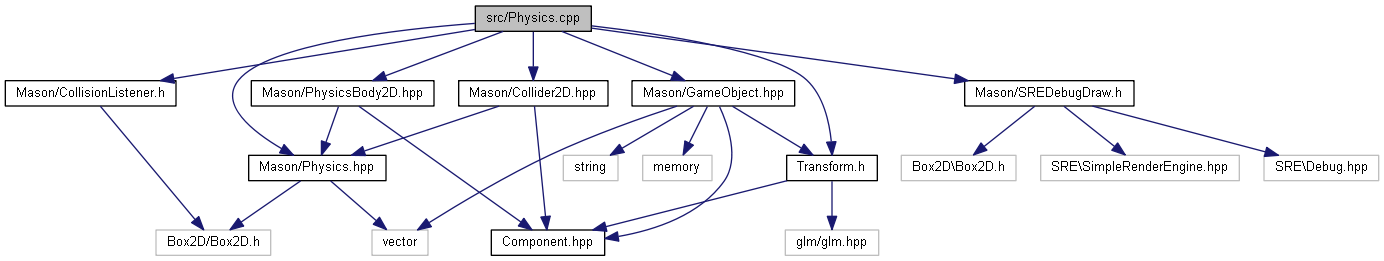 src/Physics.cpp
Mason/CollisionListener.h
Mason/PhysicsBody2D.hpp
Mason/Collider2D.hpp
Mason/GameObject.hpp
Mason/SREDebugDraw.h
Mason/Physics.hpp
string
memory
Transform.h
Box2D\Box2D.h
SRE\SimpleRenderEngine.hpp
SRE\Debug.hpp
Box2D/Box2D.h
vector
Component.hpp
glm/glm.hpp